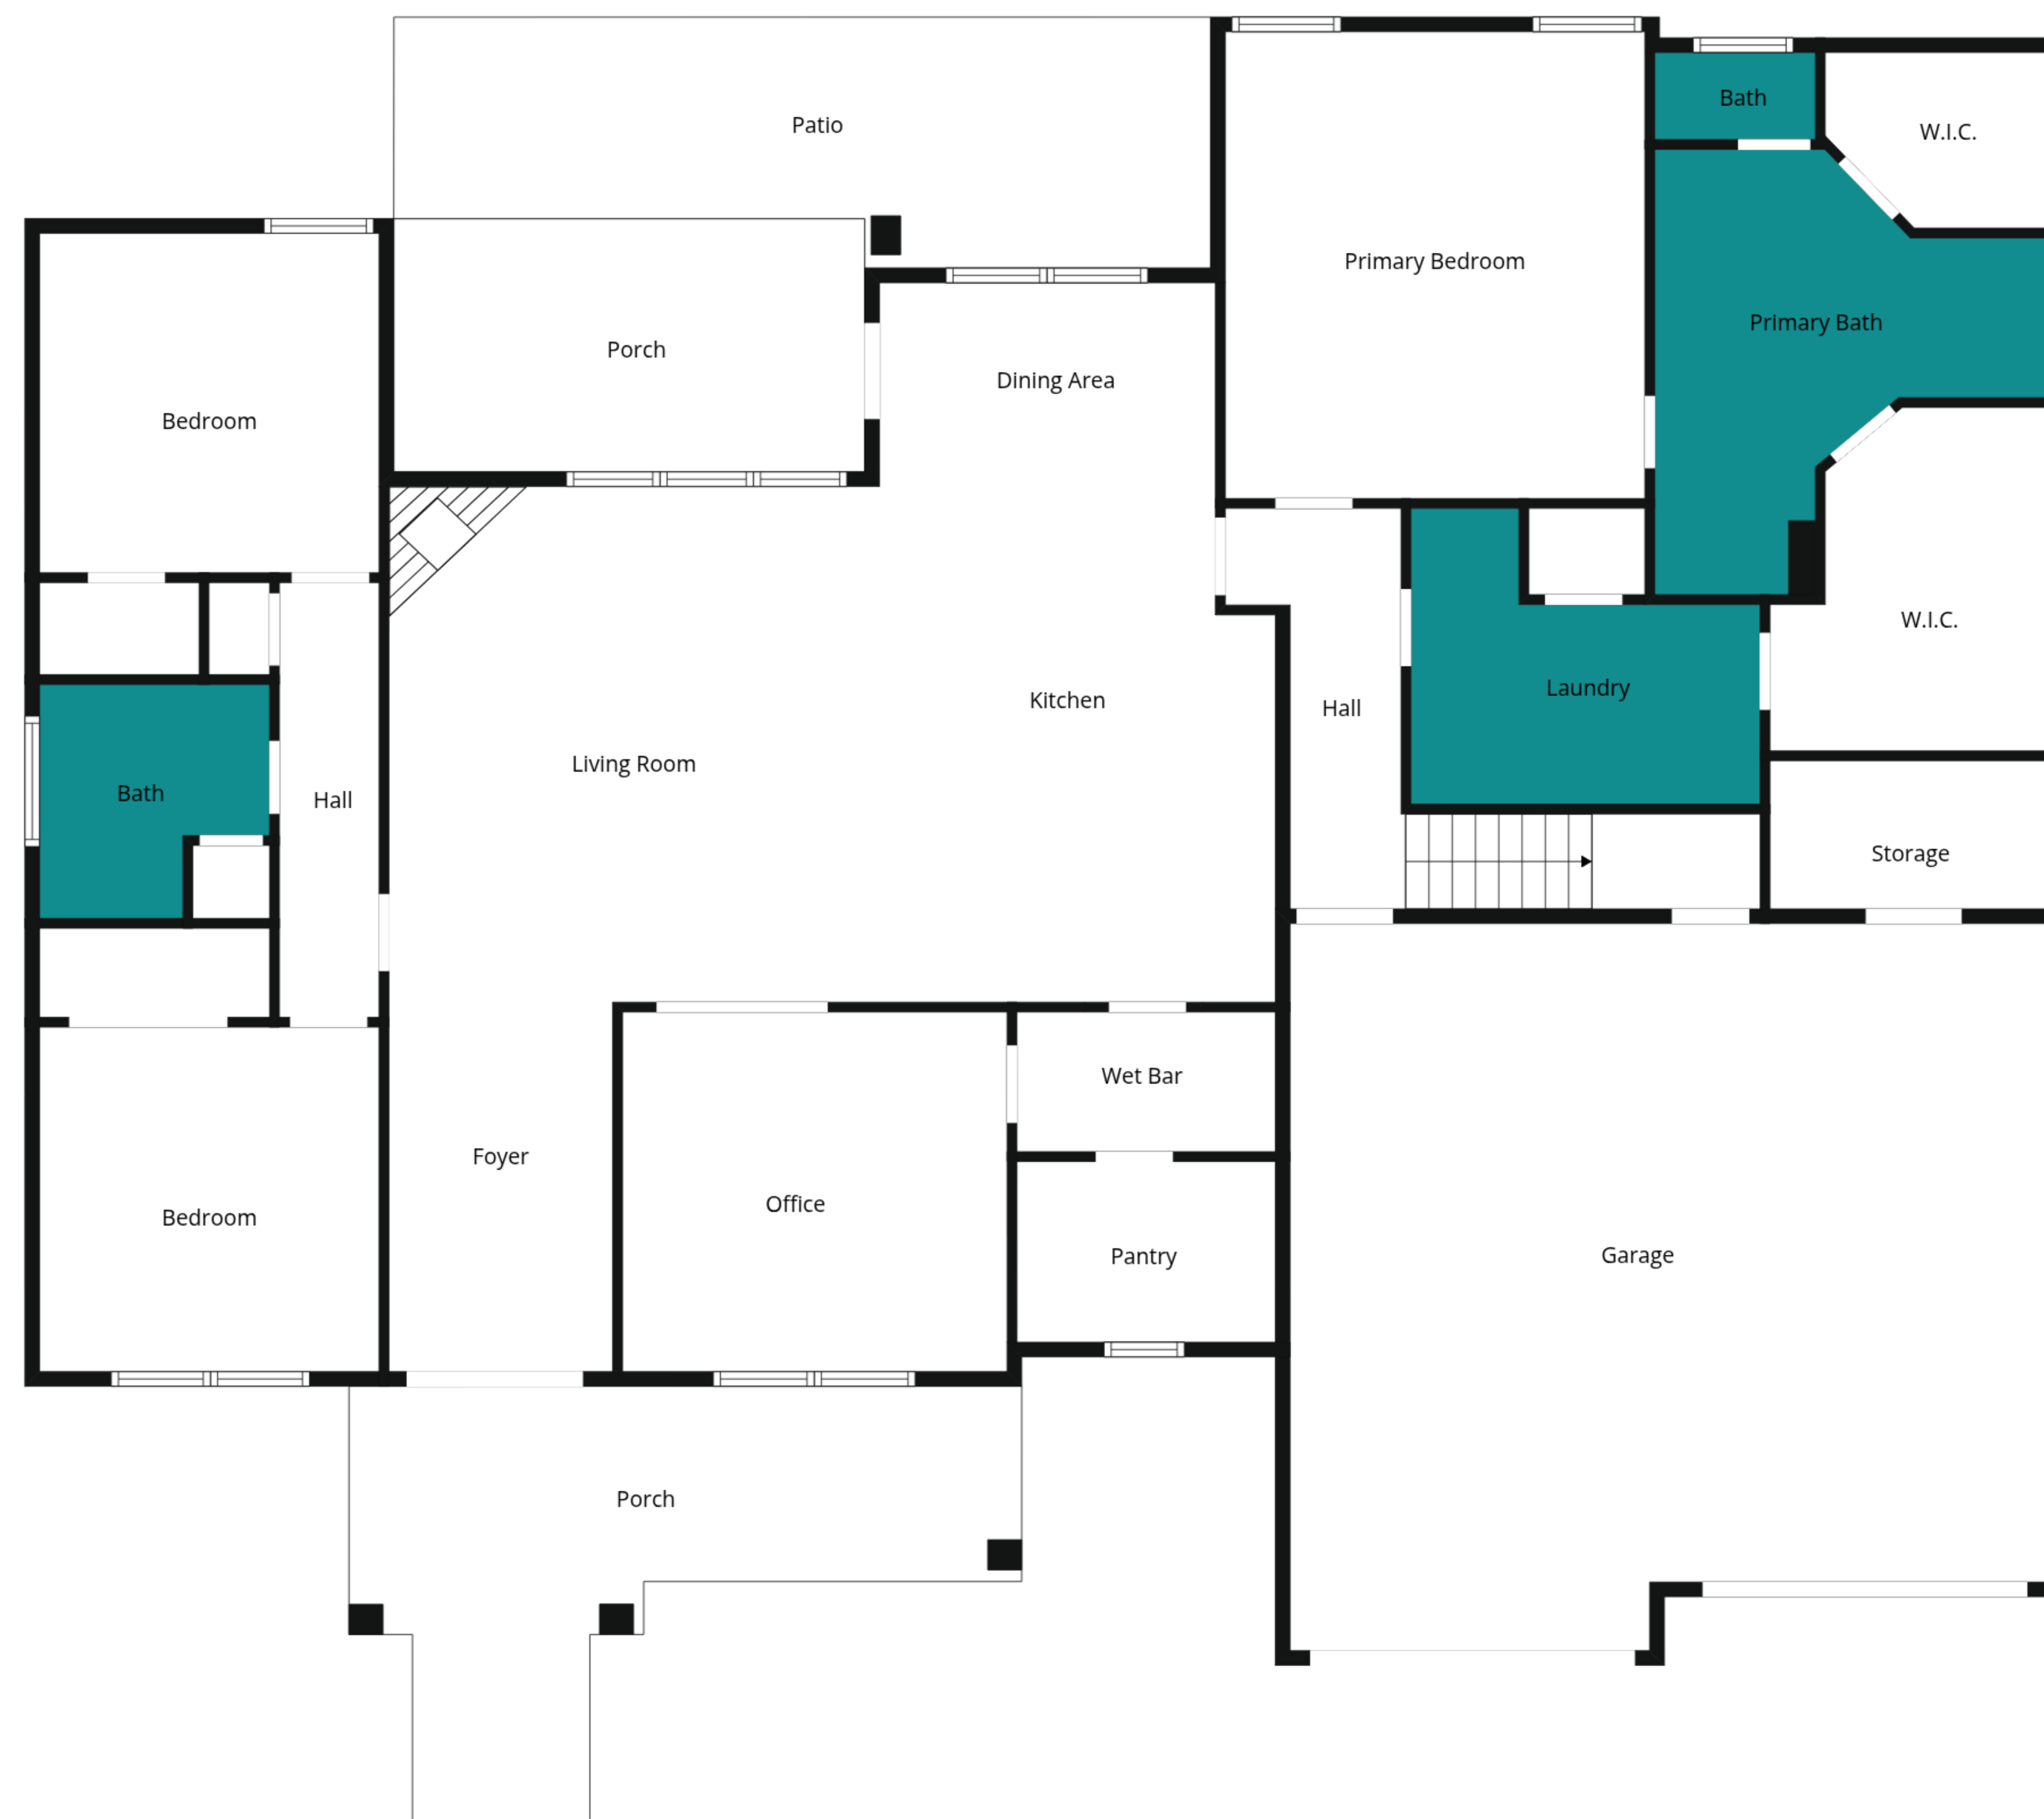 Bath
Patio
W.I.C.
Primary Bedroom
Primary Bath
Porch
Dining Area
Bedroom
W.I.C.
Laundry
Kitchen
Hall
Living Room
Bath
Hall
Storage
Wet Bar
Foyer
Office
Bedroom
Pantry
Garage
Porch